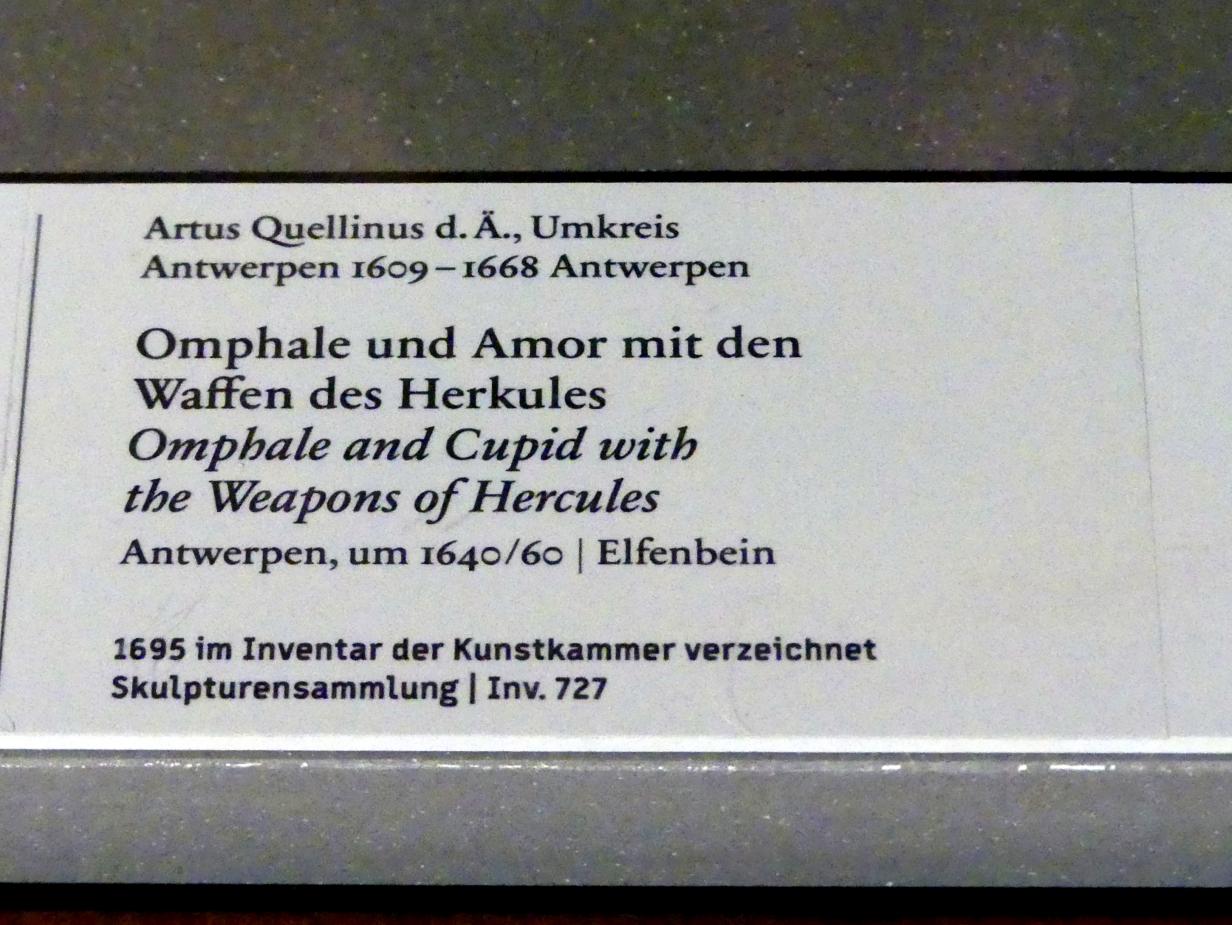 Artus Quellinus d. Ä., Umkreis
Antwerpen 1609 – 1668 Antwerpen
Omphale und Amor mit den
Waffen des Herkules
Omphale and Cupid with
the Weapons of Hercules
Antwerpen, um 1640/60 | Elfenbein
1695 im Inventar der Kunstkammer verzeichnet
Skulpturensammlung | Inv. 727